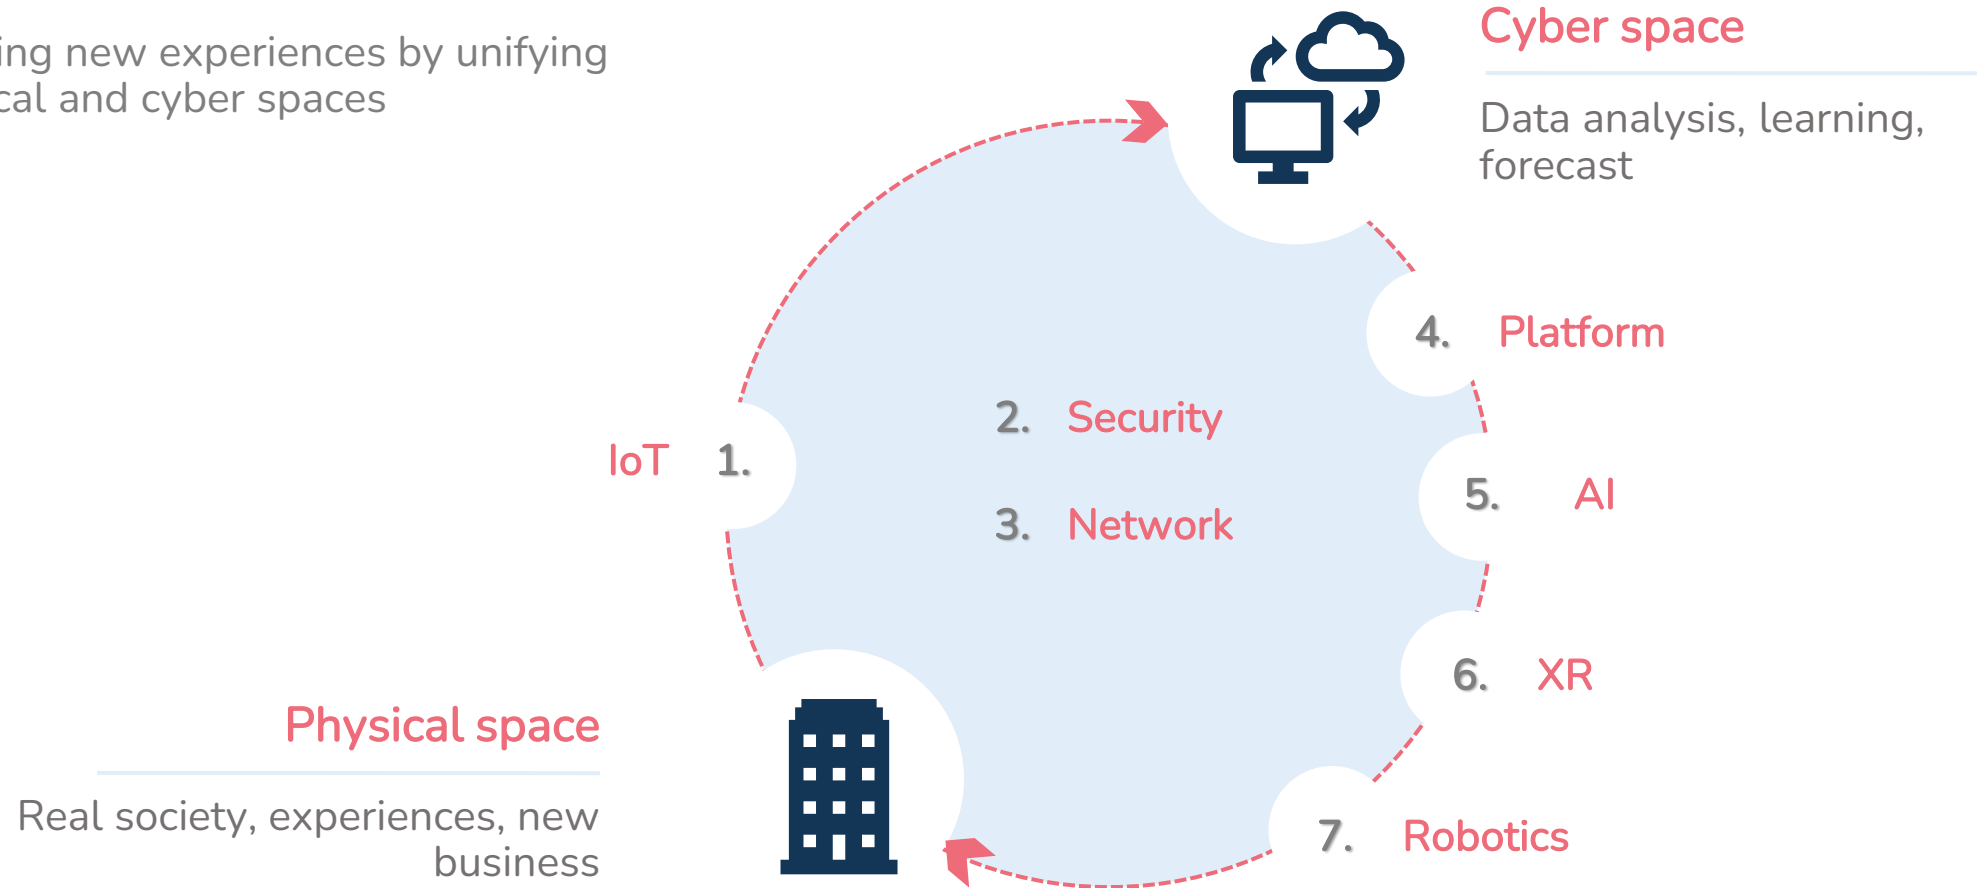 ing new experiences by unifying
cal and cyber spaces
Cyber space
Data analysis, learning,
forecast
4. Platform
2. Security
IoT 1.
5. AI
3. Network
6. XR
Physical space
Real society, experiences, new
business
7. Robotics